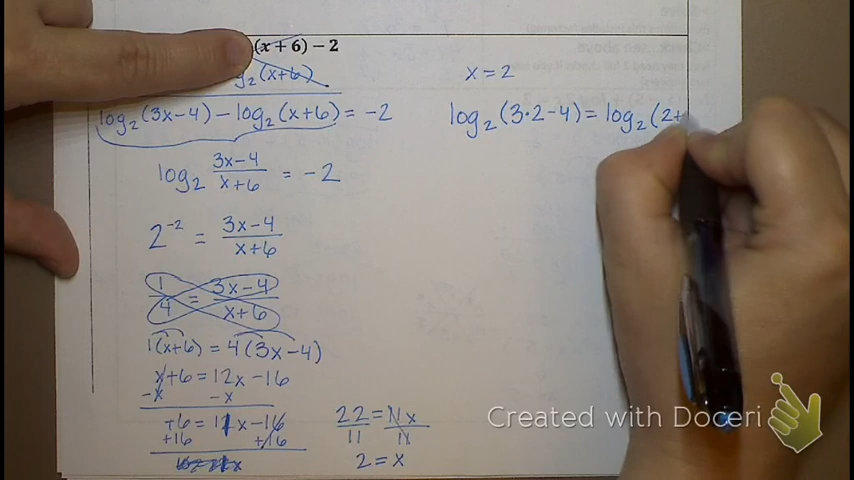 (x + 6) − 2
g₂(x+6)
log₂(3x−4) − log₂(x+6) = −2
log₂ (3x−4)/(x+6) = −2
2⁻² = (3x−4)/(x+6)
1/4 = (3x−4)/(x+6)
1(x+6) = 4(3x−4)
x+6 = 12x−16
−x −x
+6 = 11x−16
+16 +16
22/11 = 11x/11
2 = x
x = 2
log₂(3·2−4) = log₂(2+
Created with Doceri